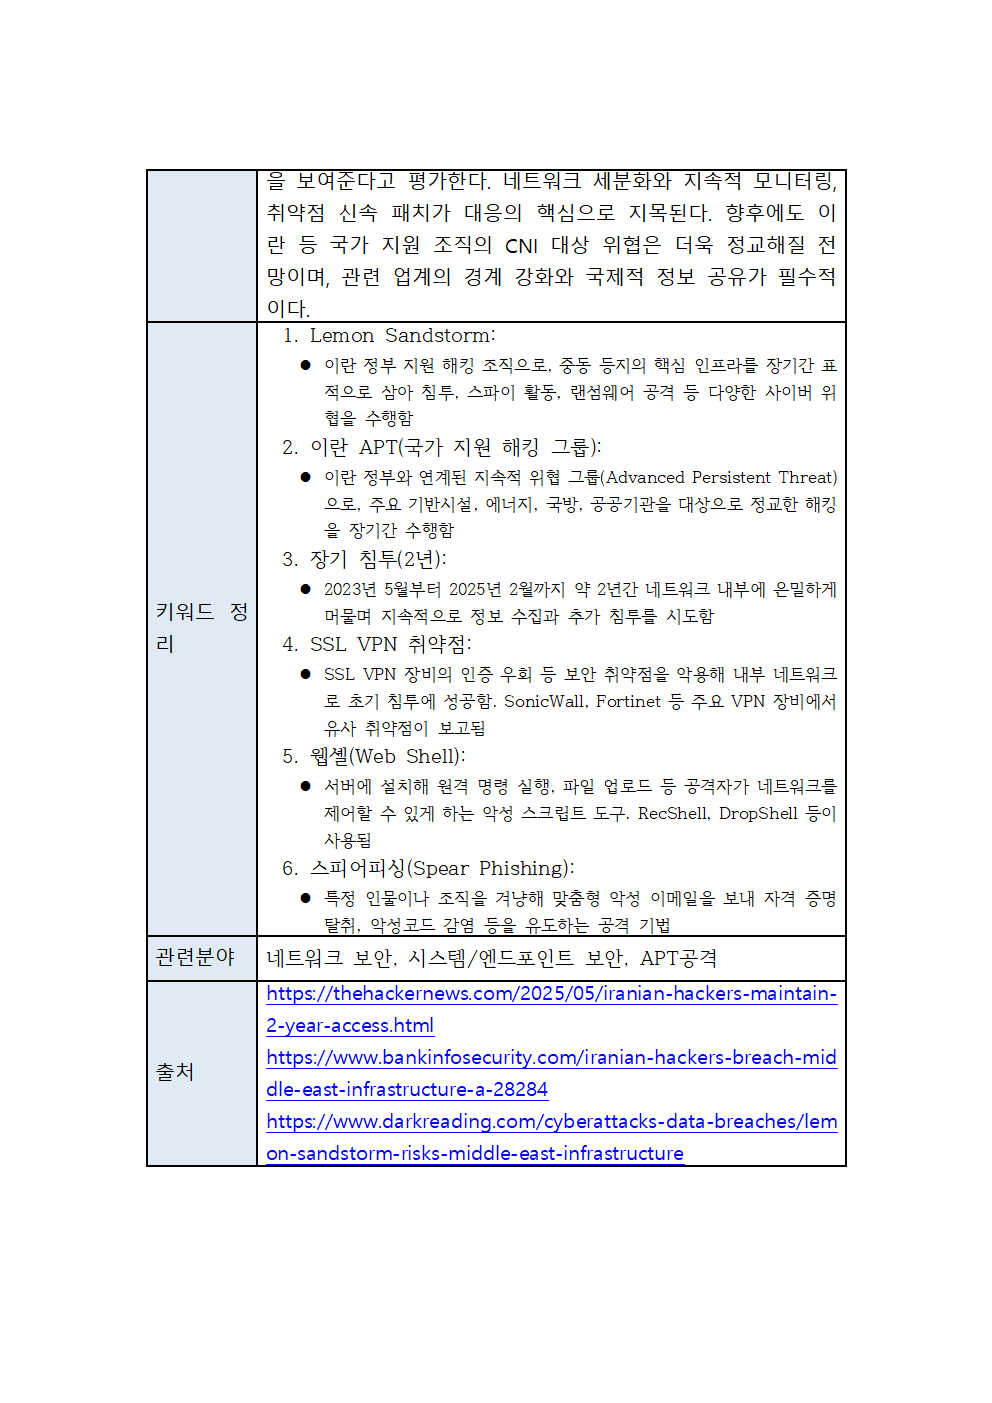 을 보여준다고 평가한다. 네트워크 세분화와 지속적 모니터링,
취약점 신속 패치가 대응의 핵심으로 지목된다. 향후에도 이
란 등 국가 지원 조직의 CNI 대상 위협은 더욱 정교해질 전
망이며, 관련 업계의 경계 강화와 국제적 정보 공유가 필수적
이다.
키워드 정
리
1. Lemon Sandstorm:
● 이란 정부 지원 해킹 조직으로, 중동 등지의 핵심 인프라를 장기간 표
적으로 삼아 침투, 스파이 활동, 랜섬웨어 공격 등 다양한 사이버 위
협을 수행함
2. 이란 APT(국가 지원 해킹 그룹):
● 이란 정부와 연계된 지속적 위협 그룹(Advanced Persistent Threat)
으로, 주요 기반시설, 에너지, 국방, 공공기관을 대상으로 정교한 해킹
을 장기간 수행함
3. 장기 침투(2년):
● 2023년 5월부터 2025년 2월까지 약 2년간 네트워크 내부에 은밀하게
머물며 지속적으로 정보 수집과 추가 침투를 시도함
4. SSL VPN 취약점:
● SSL VPN 장비의 인증 우회 등 보안 취약점을 악용해 내부 네트워크
로 초기 침투에 성공함. SonicWall, Fortinet 등 주요 VPN 장비에서
유사 취약점이 보고됨
5. 웹셸(Web Shell):
● 서버에 설치해 원격 명령 실행, 파일 업로드 등 공격자가 네트워크를
제어할 수 있게 하는 악성 스크립트 도구. RecShell, DropShell 등이
사용됨
6. 스피어피싱(Spear Phishing):
● 특정 인물이나 조직을 겨냥해 맞춤형 악성 이메일을 보내 자격 증명
탈취, 악성코드 감염 등을 유도하는 공격 기법
관련분야
네트워크 보안, 시스템/엔드포인트 보안, APT공격
출처
https://thehackernews.com/2025/05/iranian-hackers-maintain-
2-year-access.html
https://www.bankinfosecurity.com/iranian-hackers-breach-mid
dle-east-infrastructure-a-28284
https://www.darkreading.com/cyberattacks-data-breaches/lem
on-sandstorm-risks-middle-east-infrastructure